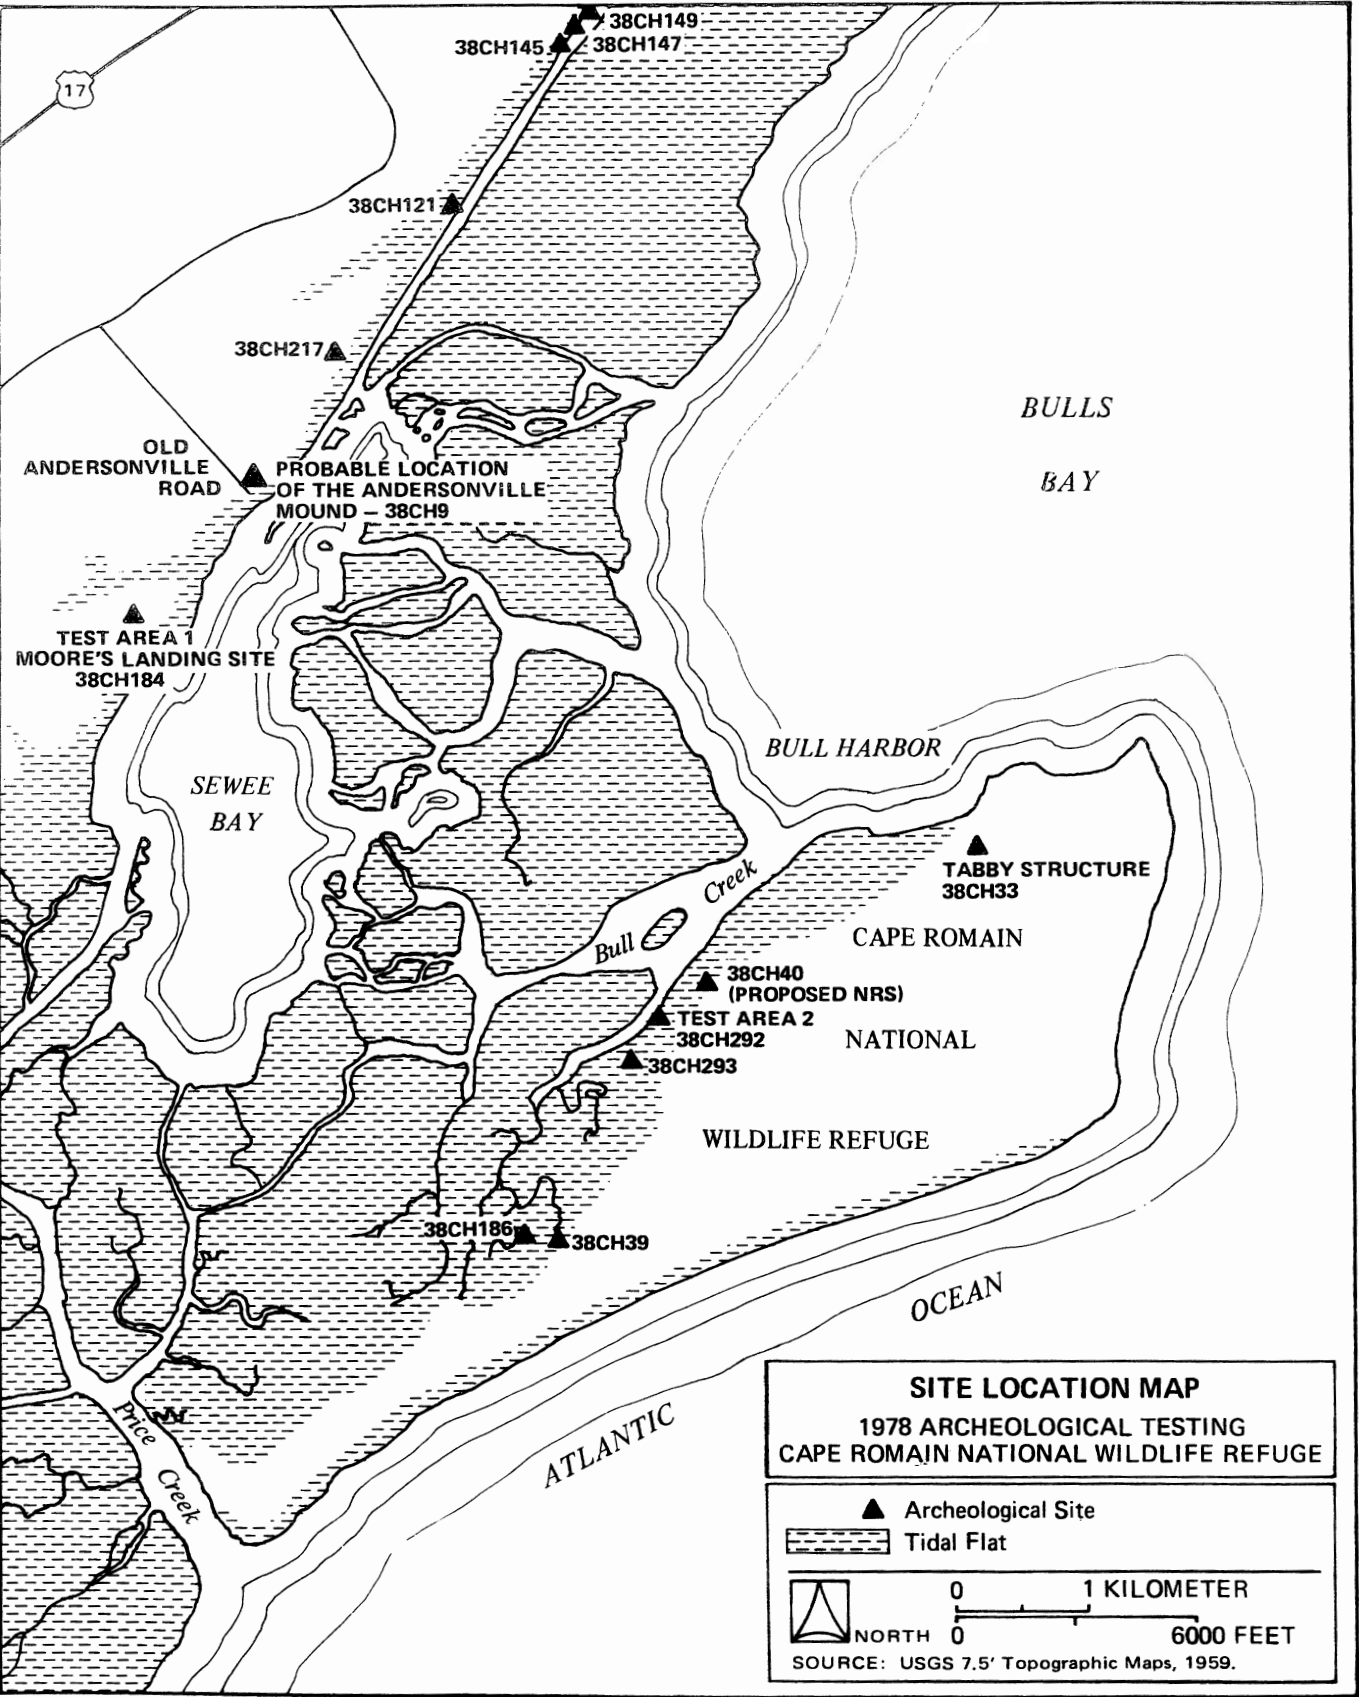 38CH149
38CH145
38CH147
17
38CH121
38CH217
BULLS
BAY
OLD
ANDERSONVILLE
ROAD
PROBABLE LOCATION
OF THE ANDERSONVILLE
MOUND – 38CH9
TEST AREA 1
MOORE'S LANDING SITE
38CH184
BULL HARBOR
SEWEE
BAY
TABBY STRUCTURE
38CH33
Bull Creek
CAPE ROMAIN
38CH40
(PROPOSED NRS)
TEST AREA 2
38CH292
NATIONAL
38CH293
WILDLIFE REFUGE
38CH186
38CH39
ATLANTIC OCEAN
Price Creek
SITE LOCATION MAP
1978 ARCHEOLOGICAL TESTING
CAPE ROMAIN NATIONAL WILDLIFE REFUGE
Archeological Site
Tidal Flat
0 1 KILOMETER
NORTH 0 6000 FEET
SOURCE: USGS 7.5' Topographic Maps, 1959.